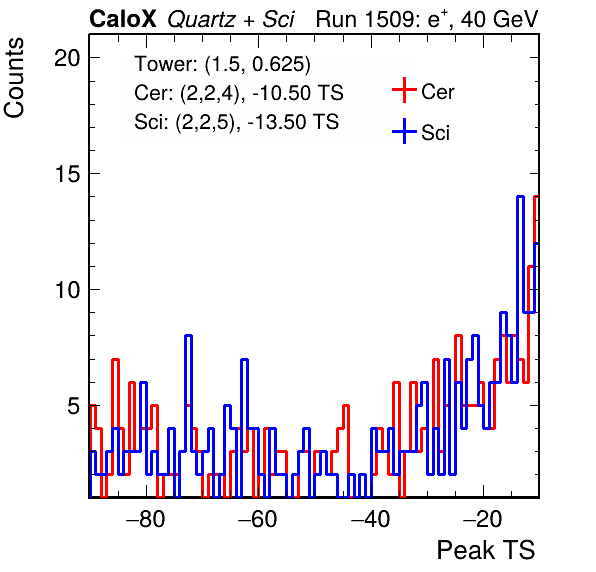 CaloX Quartz + Sci Run 1509: e+, 40 GeV
Counts
Tower: (1.5, 0.625)
Cer: (2,2,4), -10.50 TS
Sci: (2,2,5), -13.50 TS
Cer
Sci
20
15
10
5
−80 −60 −40 −20
Peak TS